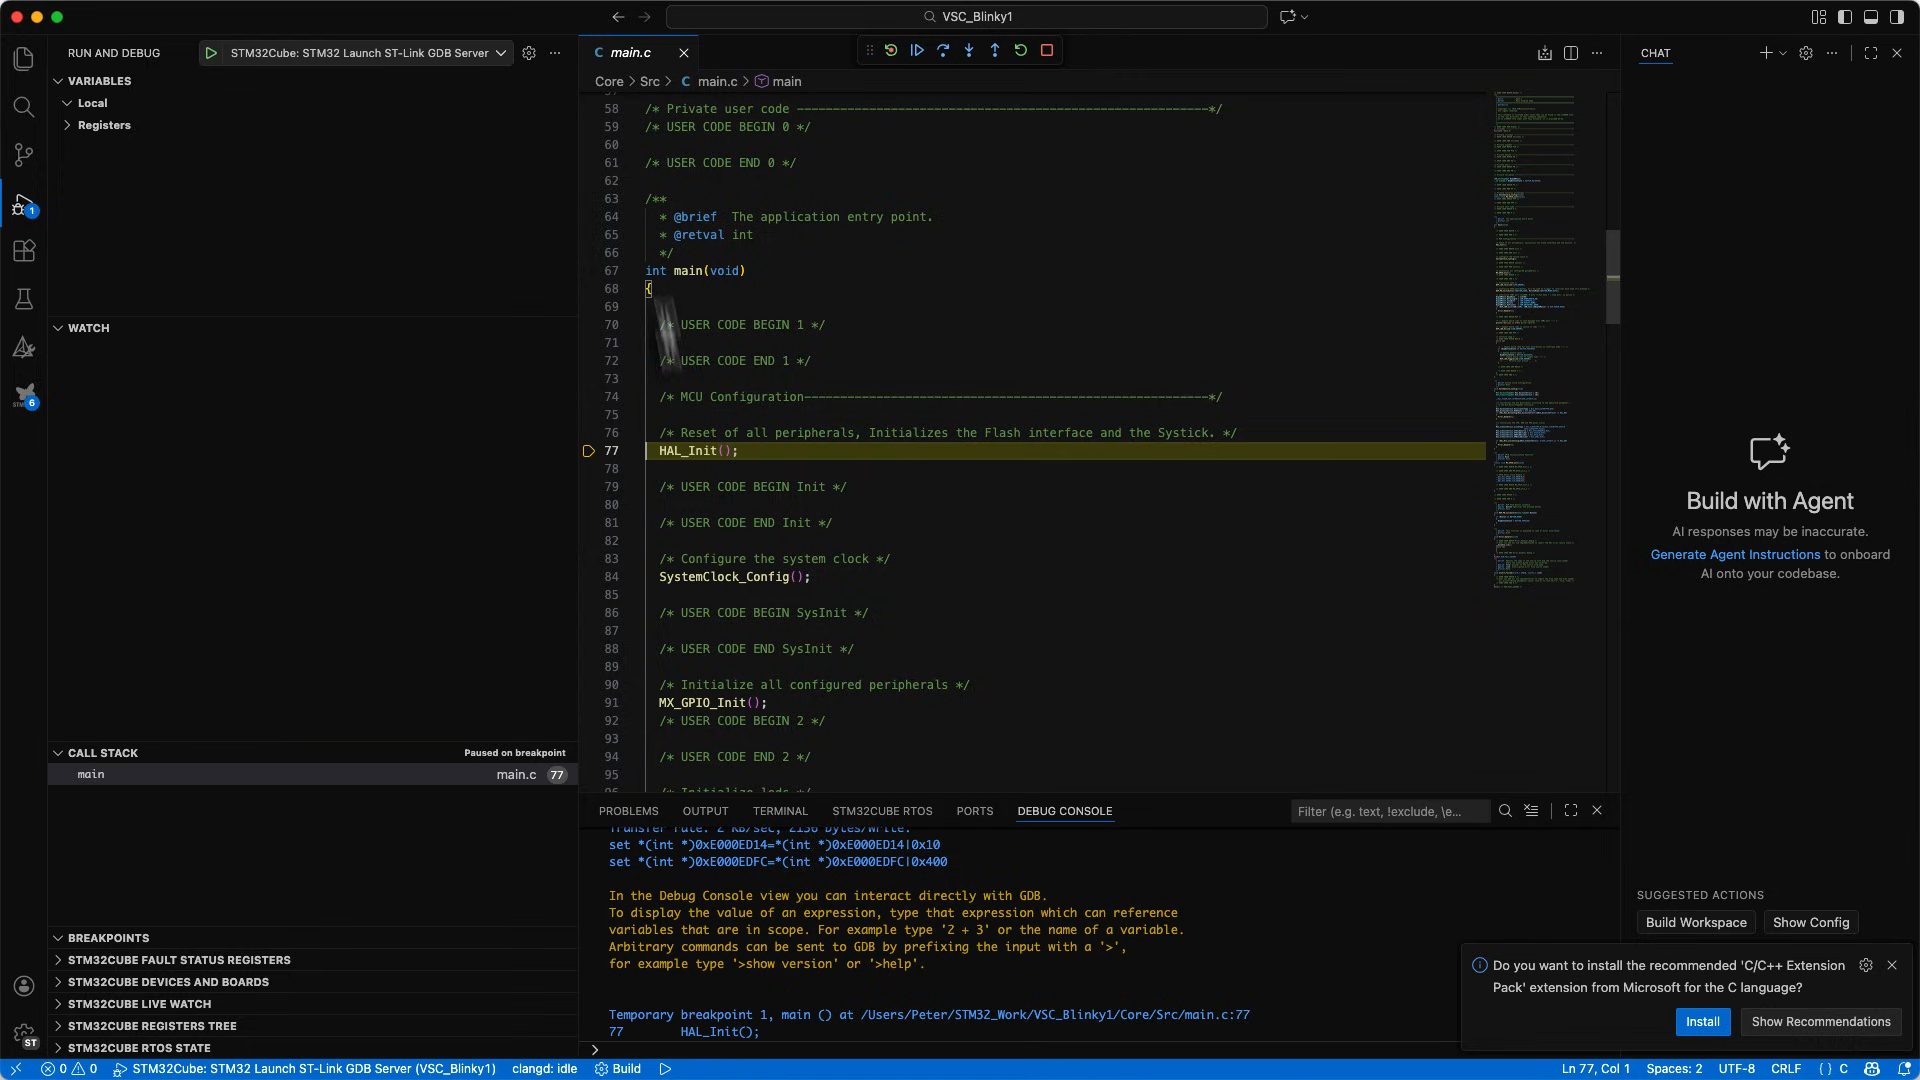 VSC_Blinky1
RUN AND DEBUG
STM32Cube: STM32 Launch ST-Link GDB Server
VARIABLES
Local
Registers
WATCH
CALL STACK
Paused on breakpoint
main
main.c 77
BREAKPOINTS
STM32CUBE FAULT STATUS REGISTERS
STM32CUBE DEVICES AND BOARDS
STM32CUBE LIVE WATCH
STM32CUBE REGISTERS TREE
STM32CUBE RTOS STATE
1
STM32
6
ST
C main.c
Core > Src > C main.c > main
58 /* Private user code ---------------------------------------------------------*/
59 /* USER CODE BEGIN 0 */
60
61 /* USER CODE END 0 */
62
63 /**
64 * @brief  The application entry point.
65 * @retval int
66 */
67 int main(void)
68 {
69
70 /* USER CODE BEGIN 1 */
71
72 /* USER CODE END 1 */
73
74 /* MCU Configuration--------------------------------------------------------*/
75
76 /* Reset of all peripherals, Initializes the Flash interface and the Systick. */
77 HAL_Init();
78
79 /* USER CODE BEGIN Init */
80
81 /* USER CODE END Init */
82
83 /* Configure the system clock */
84 SystemClock_Config();
85
86 /* USER CODE BEGIN SysInit */
87
88 /* USER CODE END SysInit */
89
90 /* Initialize all configured peripherals */
91 MX_GPIO_Init();
92 /* USER CODE BEGIN 2 */
93
94 /* USER CODE END 2 */
95
96 /* Initialize leds */
PROBLEMS OUTPUT TERMINAL STM32CUBE RTOS PORTS DEBUG CONSOLE
Filter (e.g. text, !exclude, \e...
Transfer rate: 2 KB/sec, 2136 bytes/write.
set *(int *)0xE000ED14=*(int *)0xE000ED14|0x10
set *(int *)0xE000EDFC=*(int *)0xE000EDFC|0x400
In the Debug Console view you can interact directly with GDB.
To display the value of an expression, type that expression which can reference
variables that are in scope. For example type '2 + 3' or the name of a variable.
Arbitrary commands can be sent to GDB by prefixing the input with a '>',
for example type '>show version' or '>help'.
Temporary breakpoint 1, main () at /Users/Peter/STM32_Work/VSC_Blinky1/Core/Src/main.c:77
77 HAL_Init();
>
CHAT
Build with Agent
AI responses may be inaccurate.
Generate Agent Instructions to onboard
AI onto your codebase.
SUGGESTED ACTIONS
Build Workspace Show Config
Do you want to install the recommended 'C/C++ Extension
Pack' extension from Microsoft for the C language?
Install Show Recommendations
0 0 STM32Cube: STM32 Launch ST-Link GDB Server (VSC_Blinky1) clangd: idle Build
Ln 77, Col 1 Spaces: 2 UTF-8 CRLF {} C